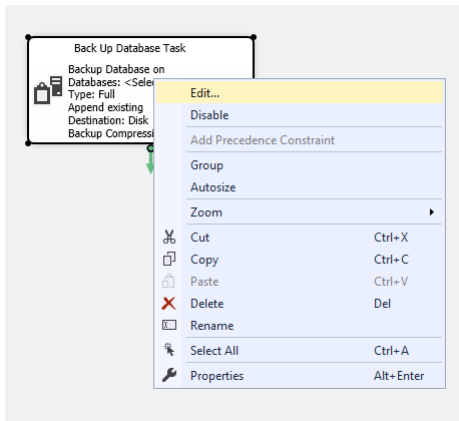 Back Up Database Task
Backup Database on
Databases: <Selec
Type: Full
Append existing
Destination: Disk
Backup Compressi
Edit...
Disable
Add Precedence Constraint
Group
Autosize
Zoom
Cut Ctrl+X
Copy Ctrl+C
Paste Ctrl+V
Delete Del
Rename
Select All Ctrl+A
Properties Alt+Enter